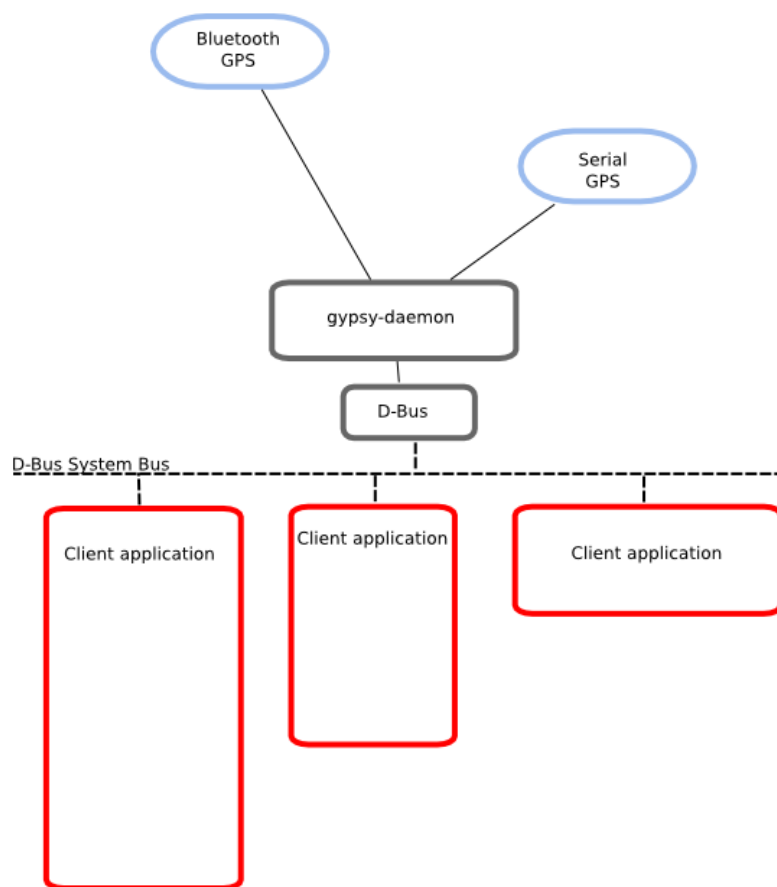 Bluetooth
GPS
Serial
GPS
gypsy-daemon
D-Bus
D-Bus System Bus
Client application
Client application
Client application